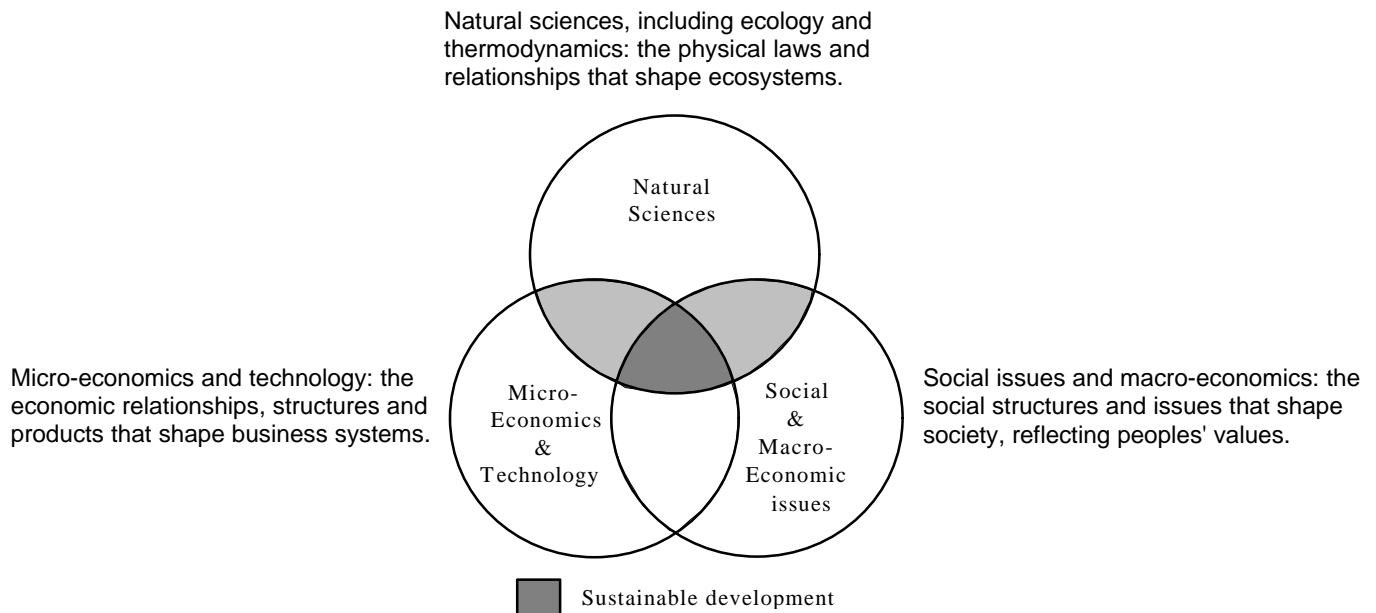 Natural sciences, including ecology and
thermodynamics: the physical laws and
relationships that shape ecosystems.
Natural
Sciences
Micro-economics and technology: the
economic relationships, structures and
products that shape business systems.
Micro-
Economics
&
Technology
Social
&
Macro-
Economic
issues
Social issues and macro-economics: the
social structures and issues that shape
society, reflecting peoples' values.
Sustainable development